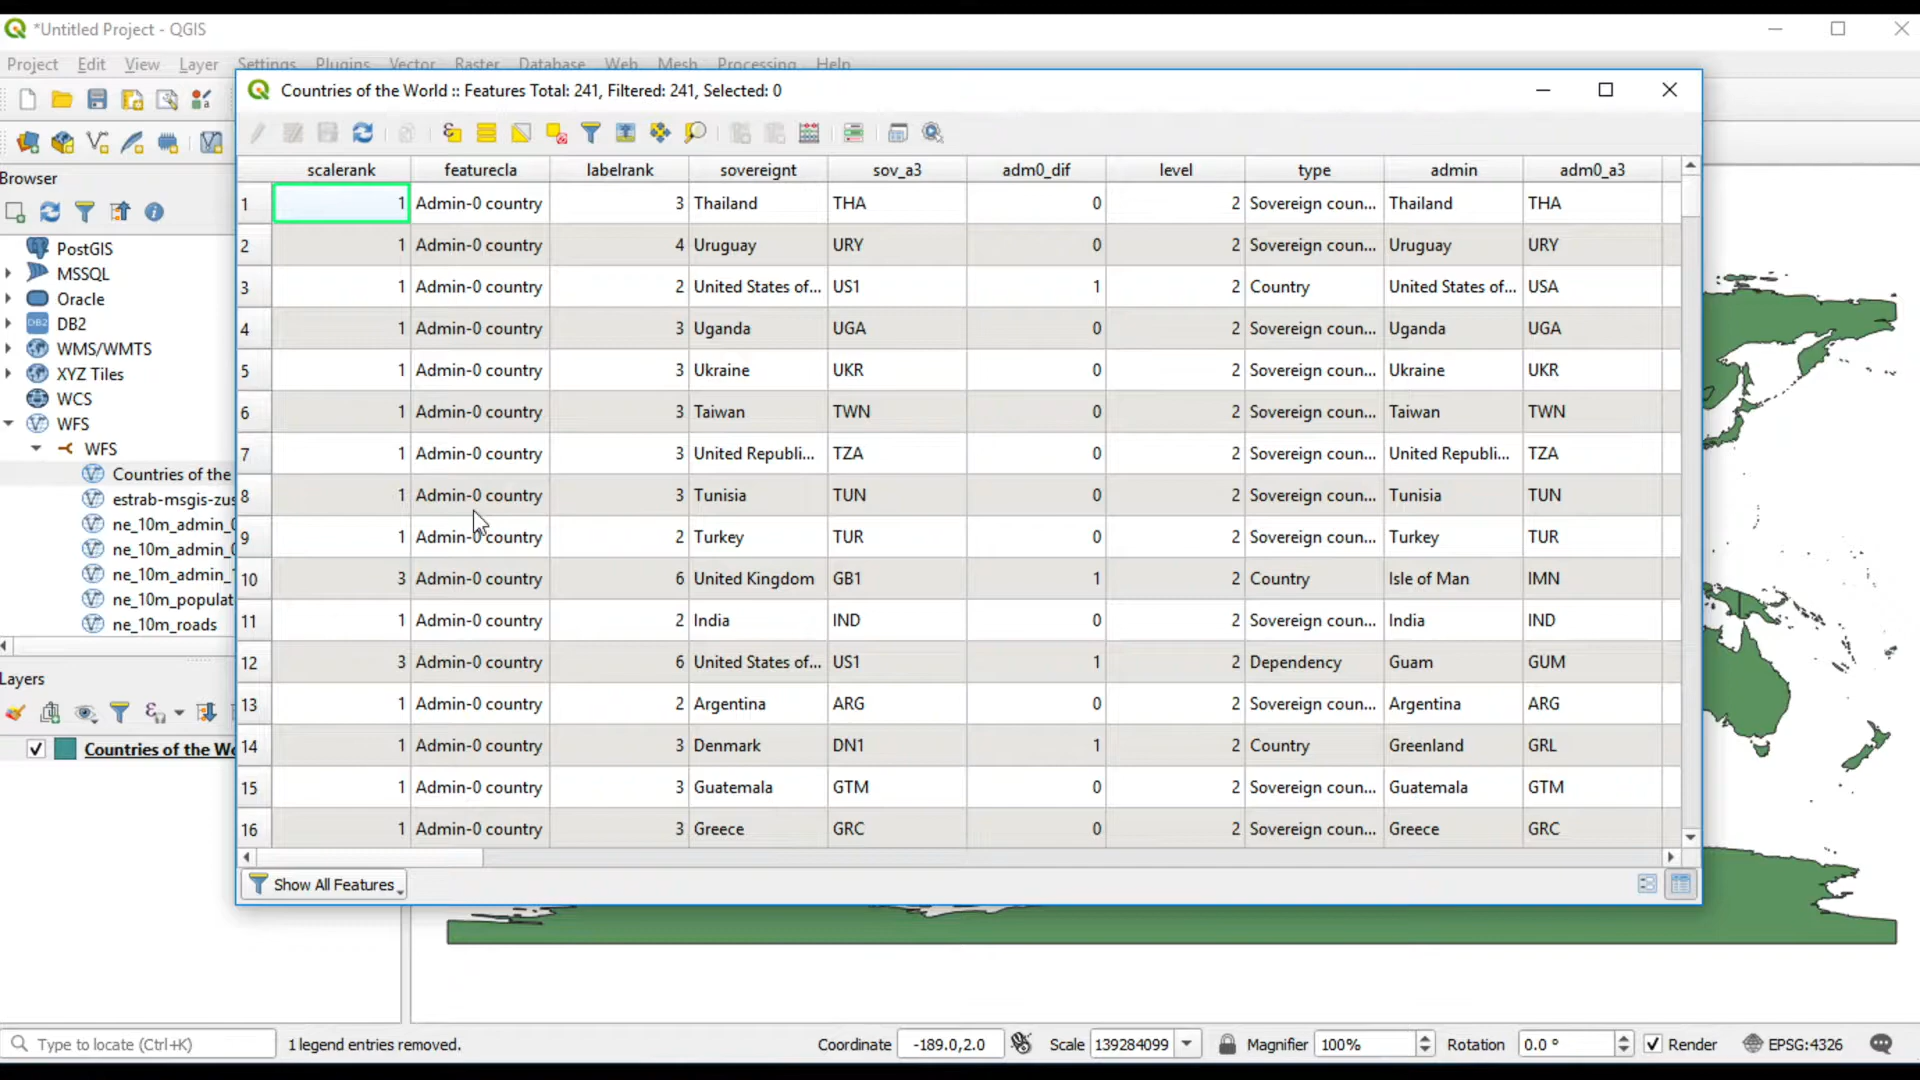 *Untitled Project - QGIS
Project Edit View Layer Settings Plugins Vector Raster Database Web Mesh Processing Help
Countries of the World :: Features Total: 241, Filtered: 241, Selected: 0
Browser
PostGIS
MSSQL
Oracle
DB2
WMS/WMTS
XYZ Tiles
WCS
WFS
WFS
Countries of the
estrab-msgis-zus
ne_10m_admin_0
ne_10m_admin_0
ne_10m_admin_
ne_10m_populat
ne_10m_roads
Layers
Countries of the Wo
scalerank featurecla labelrank sovereignt sov_a3 adm0_dif level type admin adm0_a3
1 1 Admin-0 country 3 Thailand THA 0 2 Sovereign coun... Thailand THA
2 1 Admin-0 country 4 Uruguay URY 0 2 Sovereign coun... Uruguay URY
3 1 Admin-0 country 2 United States of... US1 1 2 Country United States of... USA
4 1 Admin-0 country 3 Uganda UGA 0 2 Sovereign coun... Uganda UGA
5 1 Admin-0 country 3 Ukraine UKR 0 2 Sovereign coun... Ukraine UKR
6 1 Admin-0 country 3 Taiwan TWN 0 2 Sovereign coun... Taiwan TWN
7 1 Admin-0 country 3 United Republi... TZA 0 2 Sovereign coun... United Republi... TZA
8 1 Admin-0 country 3 Tunisia TUN 0 2 Sovereign coun... Tunisia TUN
9 1 Admin-0 country 2 Turkey TUR 0 2 Sovereign coun... Turkey TUR
10 3 Admin-0 country 6 United Kingdom GB1 1 2 Country Isle of Man IMN
11 1 Admin-0 country 2 India IND 0 2 Sovereign coun... India IND
12 3 Admin-0 country 6 United States of... US1 1 2 Dependency Guam GUM
13 1 Admin-0 country 2 Argentina ARG 0 2 Sovereign coun... Argentina ARG
14 1 Admin-0 country 3 Denmark DN1 1 2 Country Greenland GRL
15 1 Admin-0 country 3 Guatemala GTM 0 2 Sovereign coun... Guatemala GTM
16 1 Admin-0 country 3 Greece GRC 0 2 Sovereign coun... Greece GRC
Show All Features
Type to locate (Ctrl+K) 1 legend entries removed. Coordinate -189.0,2.0 Scale 139284099 Magnifier 100% Rotation 0.0 ° Render EPSG:4326